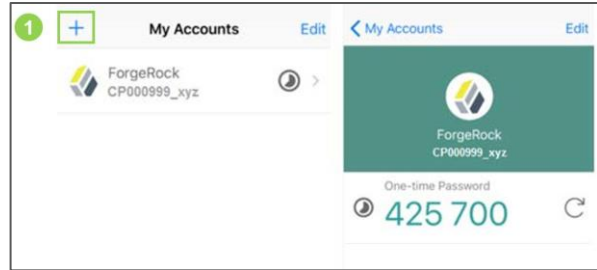 1
+ My Accounts Edit
ForgeRock
CP000999_xyz
My Accounts Edit
ForgeRock
CP000999_xyz
One-time Password
425 700